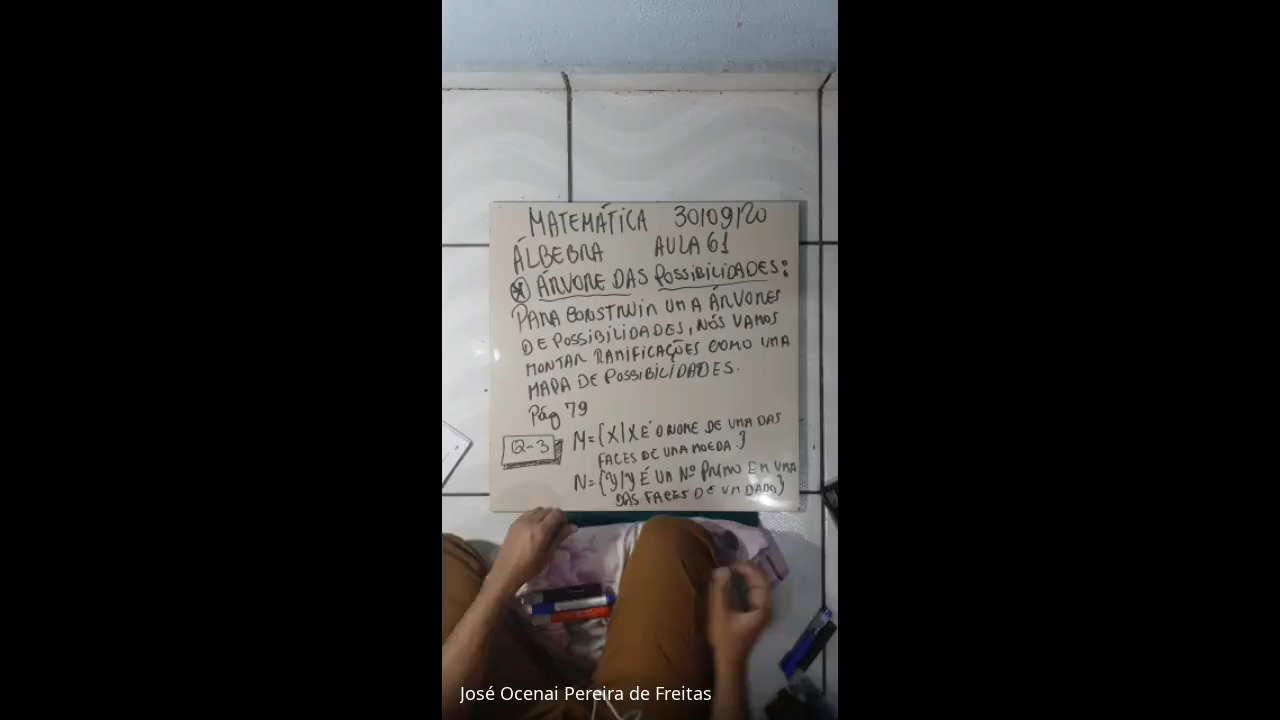 MATEMÁTICA 30/09/20
ÁLBEBRA AULA 61
ÁRVORE DAS POSSIBILIDADES:
PARA CONSTRUIR UMA ÁRVORES
DE POSSIBILIDADES, NÓS VAMOS
MONTAR RAMIFICAÇÕES COMO UMA
MAPA DE POSSIBILIDADES.
Pág 79
Q-3 M={X/X É O NOME DE UMA DAS
FACES DE UMA MOEDA.}
N={Y/Y É UM Nº PRIMO EM UMA
DAS FACES DE UM DADO}
José Ocenai Pereira de Freitas